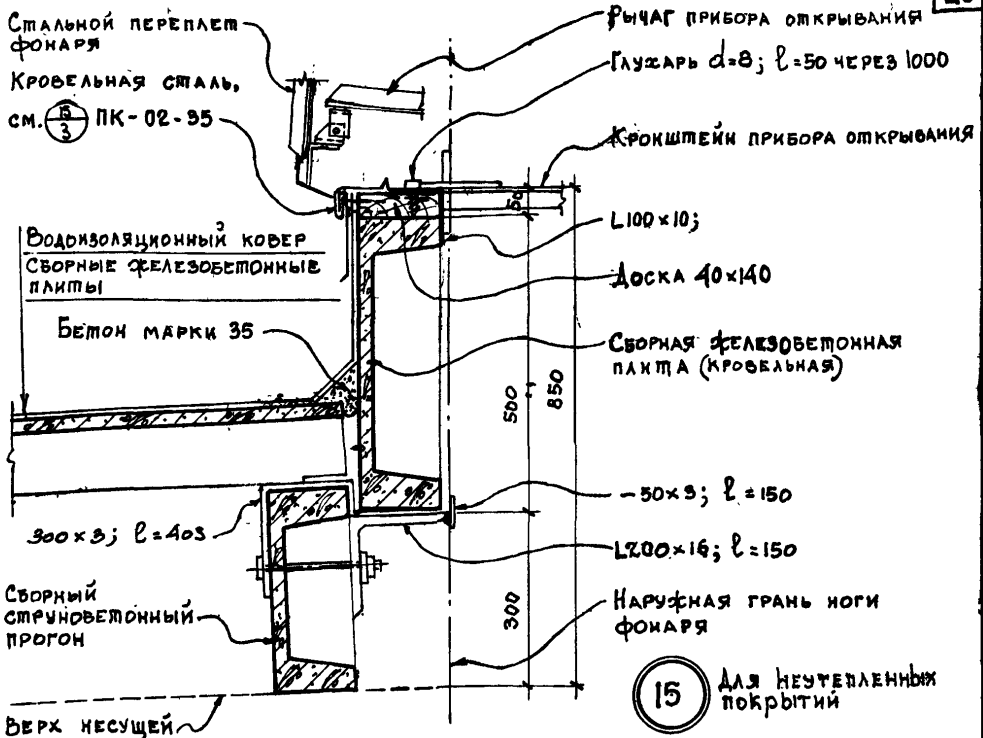 Стальной переплет
фонаря
Кровельная сталь,
см. 15/3 ПК-02-35
Рычаг прибора открывания
Глухарь d=8; l=50 через 1000
Кронштейн прибора открывания
50
L100×10;
Доска 40×140
Водоизоляционный ковер
Сборные железобетонные
плиты
Бетон марки 35
Сборная железобетонная
плита (кровельная)
500
850
−50×3; l=150
300×3; l=403
L200×16; l=150
Сборный
струнобетонный
прогон
300
Наружная грань ноги
фонаря
15
Для неутепленных
покрытий
Верх несущей